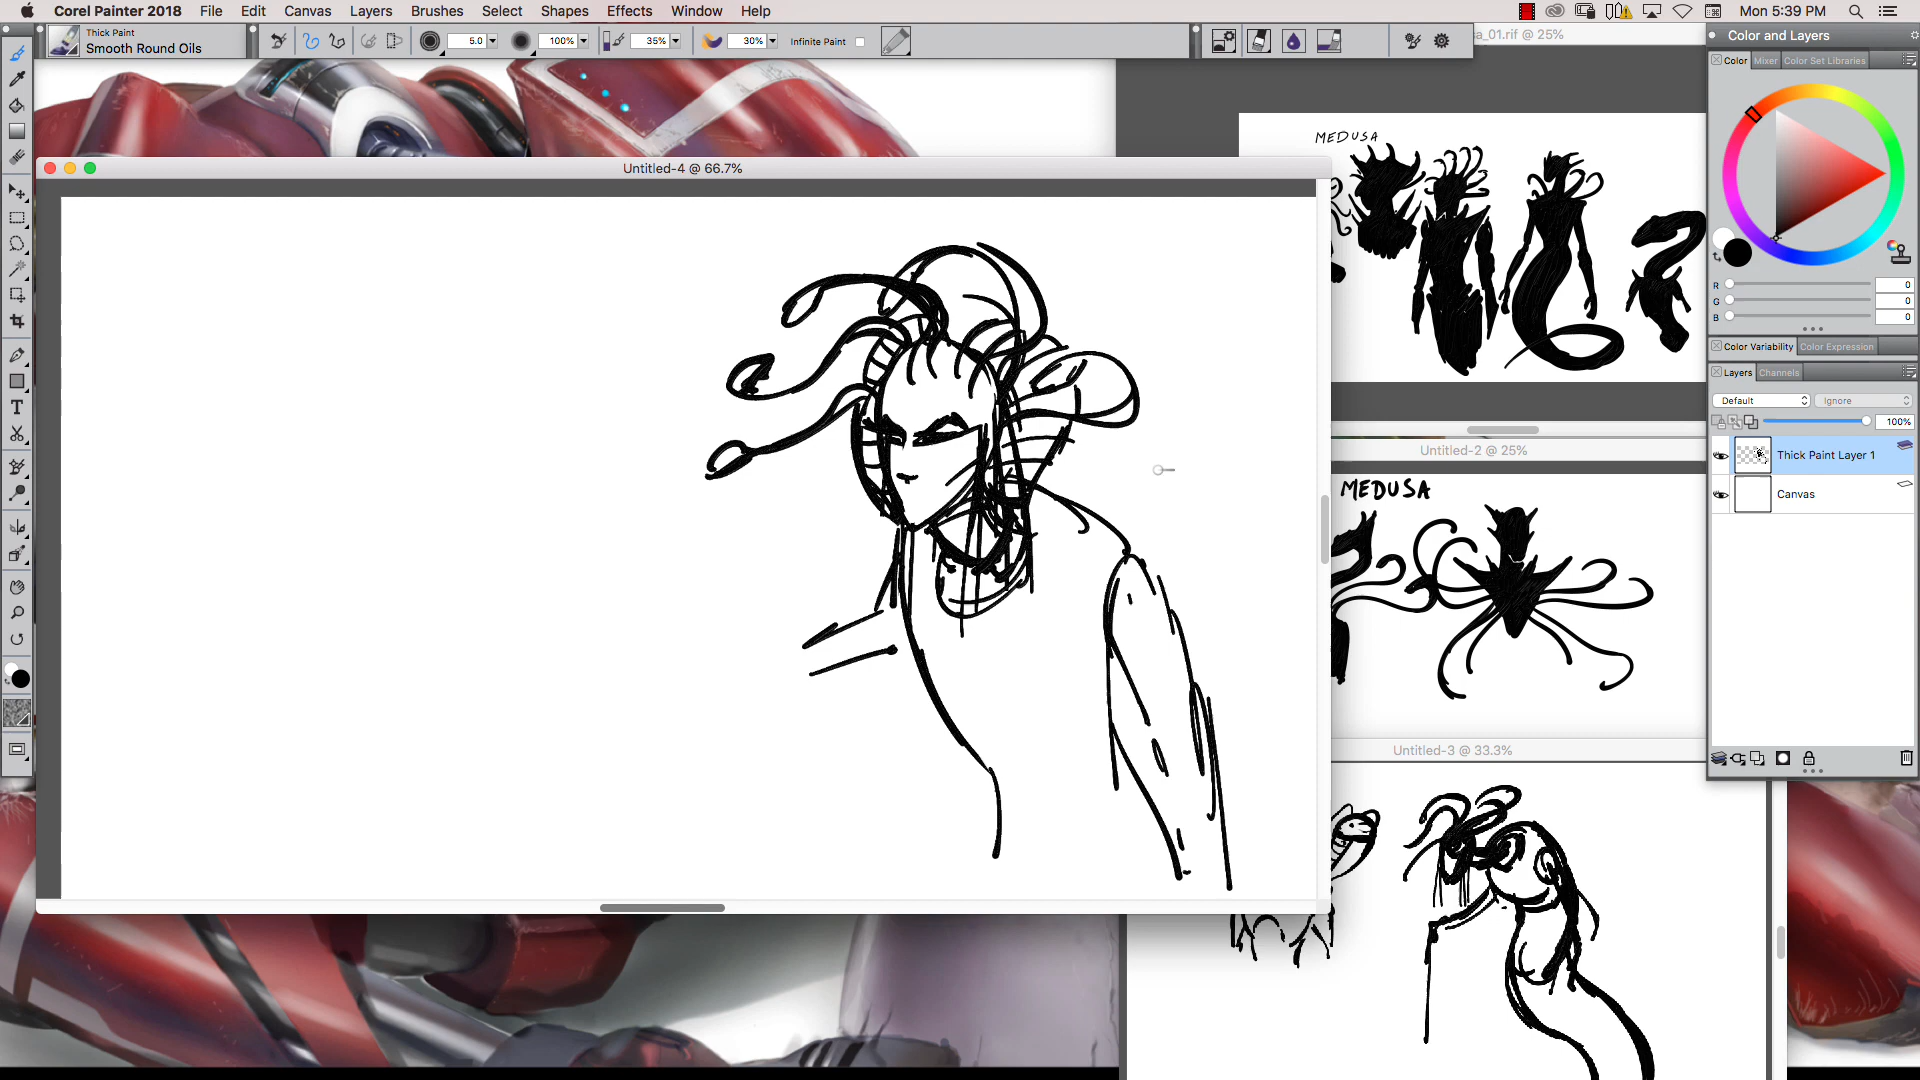 Corel Painter 2018 File Edit Canvas Layers Brushes Select Shapes Effects Window Help Mon 5:39 PM
Thick Paint
Smooth Round Oils
5.0 100% 35% 30% Infinite Paint
a_01.rif @ 25%
Color and Layers
Color Mixer Color Set Libraries
R 0
G 0
B 0
Color Variability Color Expression
Layers Channels
Default Ignore
100%
Thick Paint Layer 1
Canvas
Untitled-4 @ 66.7%
MEDUSA
Untitled-2 @ 25%
MEDUSA
Untitled-3 @ 33.3%
T